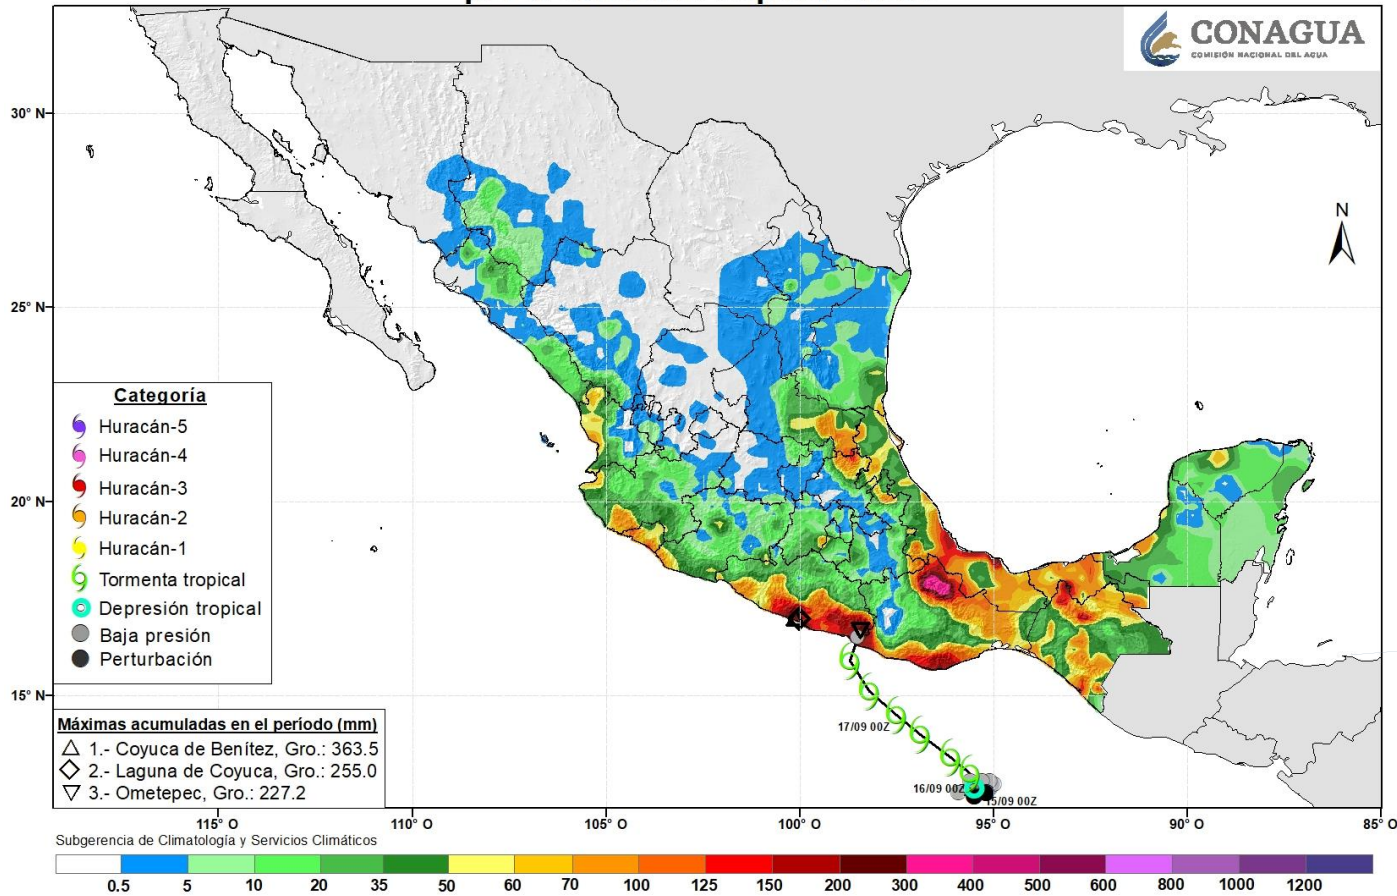 CONAGUA
COMISIÓN NACIONAL DEL AGUA
30° N
N
25° N
Categoría
Huracán-5
Huracán-4
Huracán-3
Huracán-2
Huracán-1
Tormenta tropical
Depresión tropical
Baja presión
Perturbación
20° N
15° N
17/09 00Z
16/09 00Z
15/09 00Z
Máximas acumuladas en el período (mm)
1.- Coyuca de Benítez, Gro.: 363.5
2.- Laguna de Coyuca, Gro.: 255.0
3.- Ometepec, Gro.: 227.2
115° O 110° O 105° O 100° O 95° O 90° O 85° O
Subgerencia de Climatología y Servicios Climáticos
0.5 5 10 20 35 50 60 70 100 125 150 200 300 400 500 600 800 1000 1200